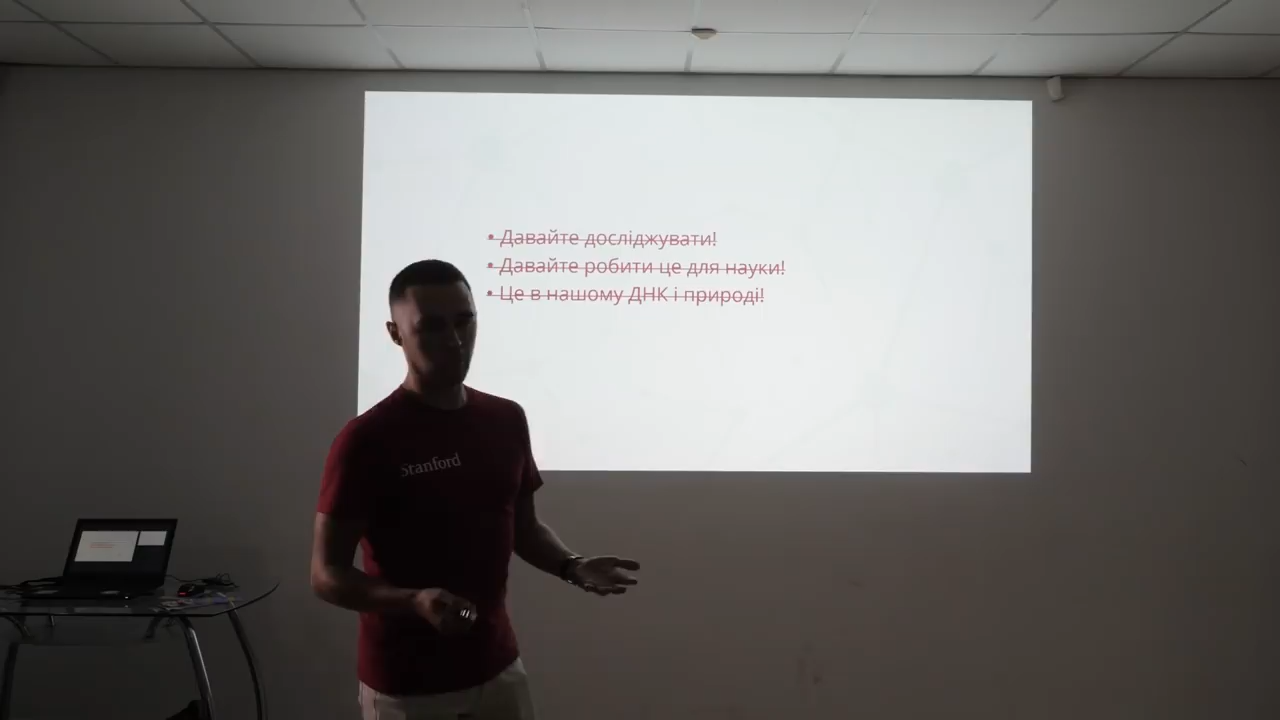 • Давайте досліджувати!
• Давайте робити це для науки!
• Це в нашому ДНК і природі!
Stanford